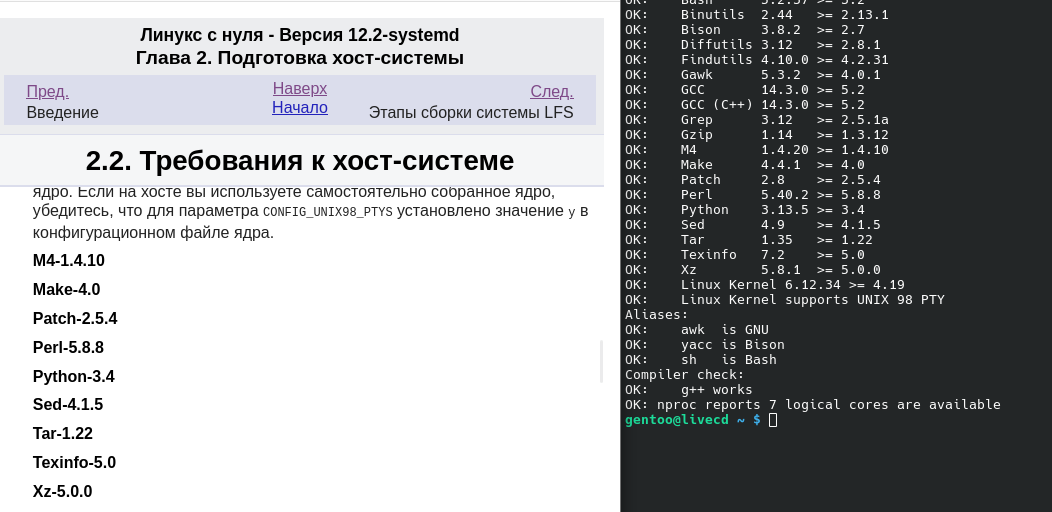 Линукс с нуля - Версия 12.2-systemd
Глава 2. Подготовка хост-системы
Пред.
Наверх
След.
Введение
Начало
Этапы сборки системы LFS
2.2. Требования к хост-системе
ядро. Если на хосте вы используете самостоятельно собранное ядро,
убедитесь, что для параметра CONFIG_UNIX98_PTYS установлено значение y в
конфигурационном файле ядра.
M4-1.4.10
Make-4.0
Patch-2.5.4
Perl-5.8.8
Python-3.4
Sed-4.1.5
Tar-1.22
Texinfo-5.0
Xz-5.0.0
OK:    Bash      5.2.37 >= 3.2
OK:    Binutils  2.44   >= 2.13.1
OK:    Bison     3.8.2  >= 2.7
OK:    Diffutils 3.12   >= 2.8.1
OK:    Findutils 4.10.0 >= 4.2.31
OK:    Gawk      5.3.2  >= 4.0.1
OK:    GCC       14.3.0 >= 5.2
OK:    GCC (C++) 14.3.0 >= 5.2
OK:    Grep      3.12   >= 2.5.1a
OK:    Gzip      1.14   >= 1.3.12
OK:    M4        1.4.20 >= 1.4.10
OK:    Make      4.4.1  >= 4.0
OK:    Patch     2.8    >= 2.5.4
OK:    Perl      5.40.2 >= 5.8.8
OK:    Python    3.13.5 >= 3.4
OK:    Sed       4.9    >= 4.1.5
OK:    Tar       1.35   >= 1.22
OK:    Texinfo   7.2    >= 5.0
OK:    Xz        5.8.1  >= 5.0.0
OK:    Linux Kernel 6.12.34 >= 4.19
OK:    Linux Kernel supports UNIX 98 PTY
Aliases:
OK:    awk  is GNU
OK:    yacc is Bison
OK:    sh   is Bash
Compiler check:
OK:    g++ works
OK: nproc reports 7 logical cores are available
gentoo@livecd ~ $